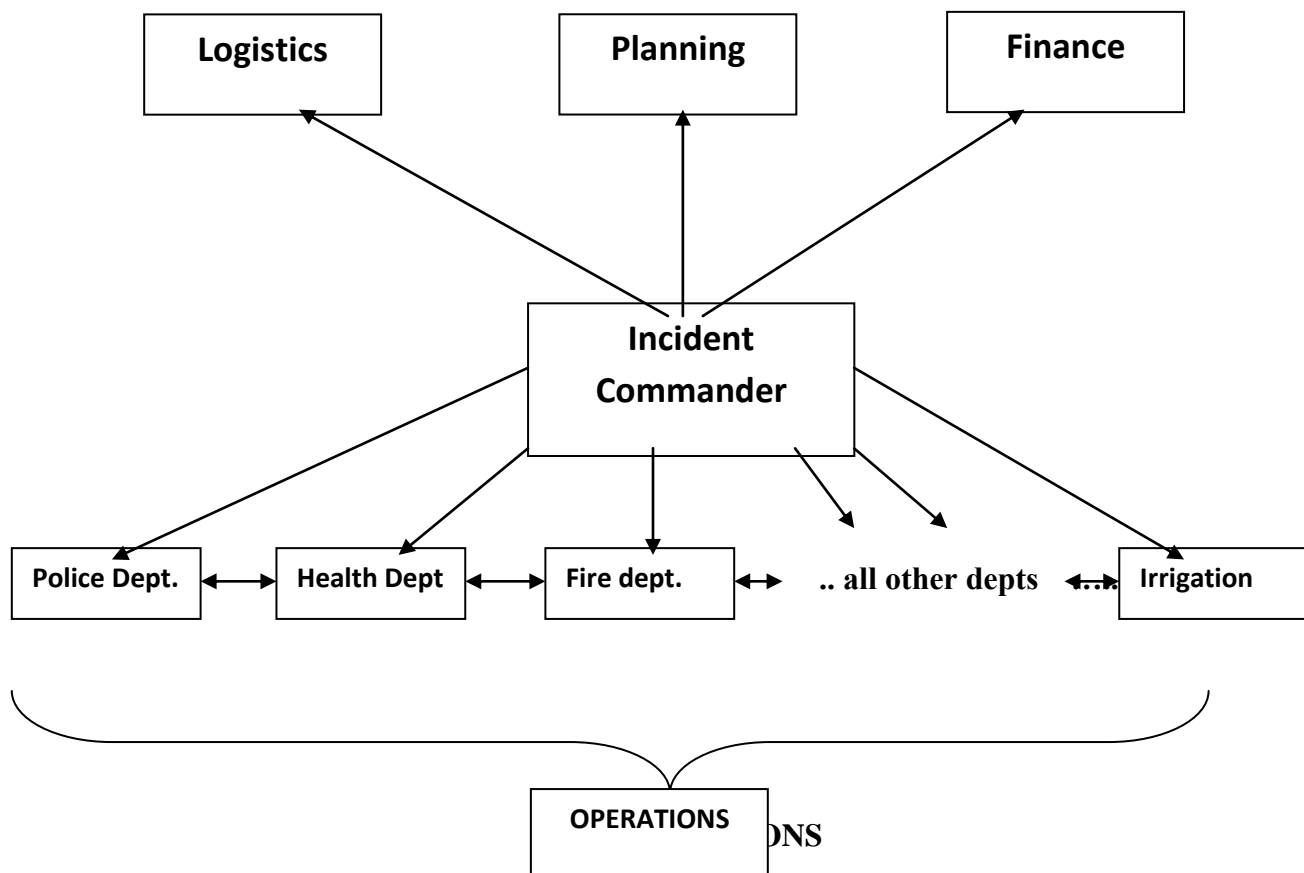 Logistics
Planning
Finance
Incident
Commander
Police Dept.
Health Dept
Fire dept.
.. all other depts
…..
Irrigation
OPERATIONS
ONS